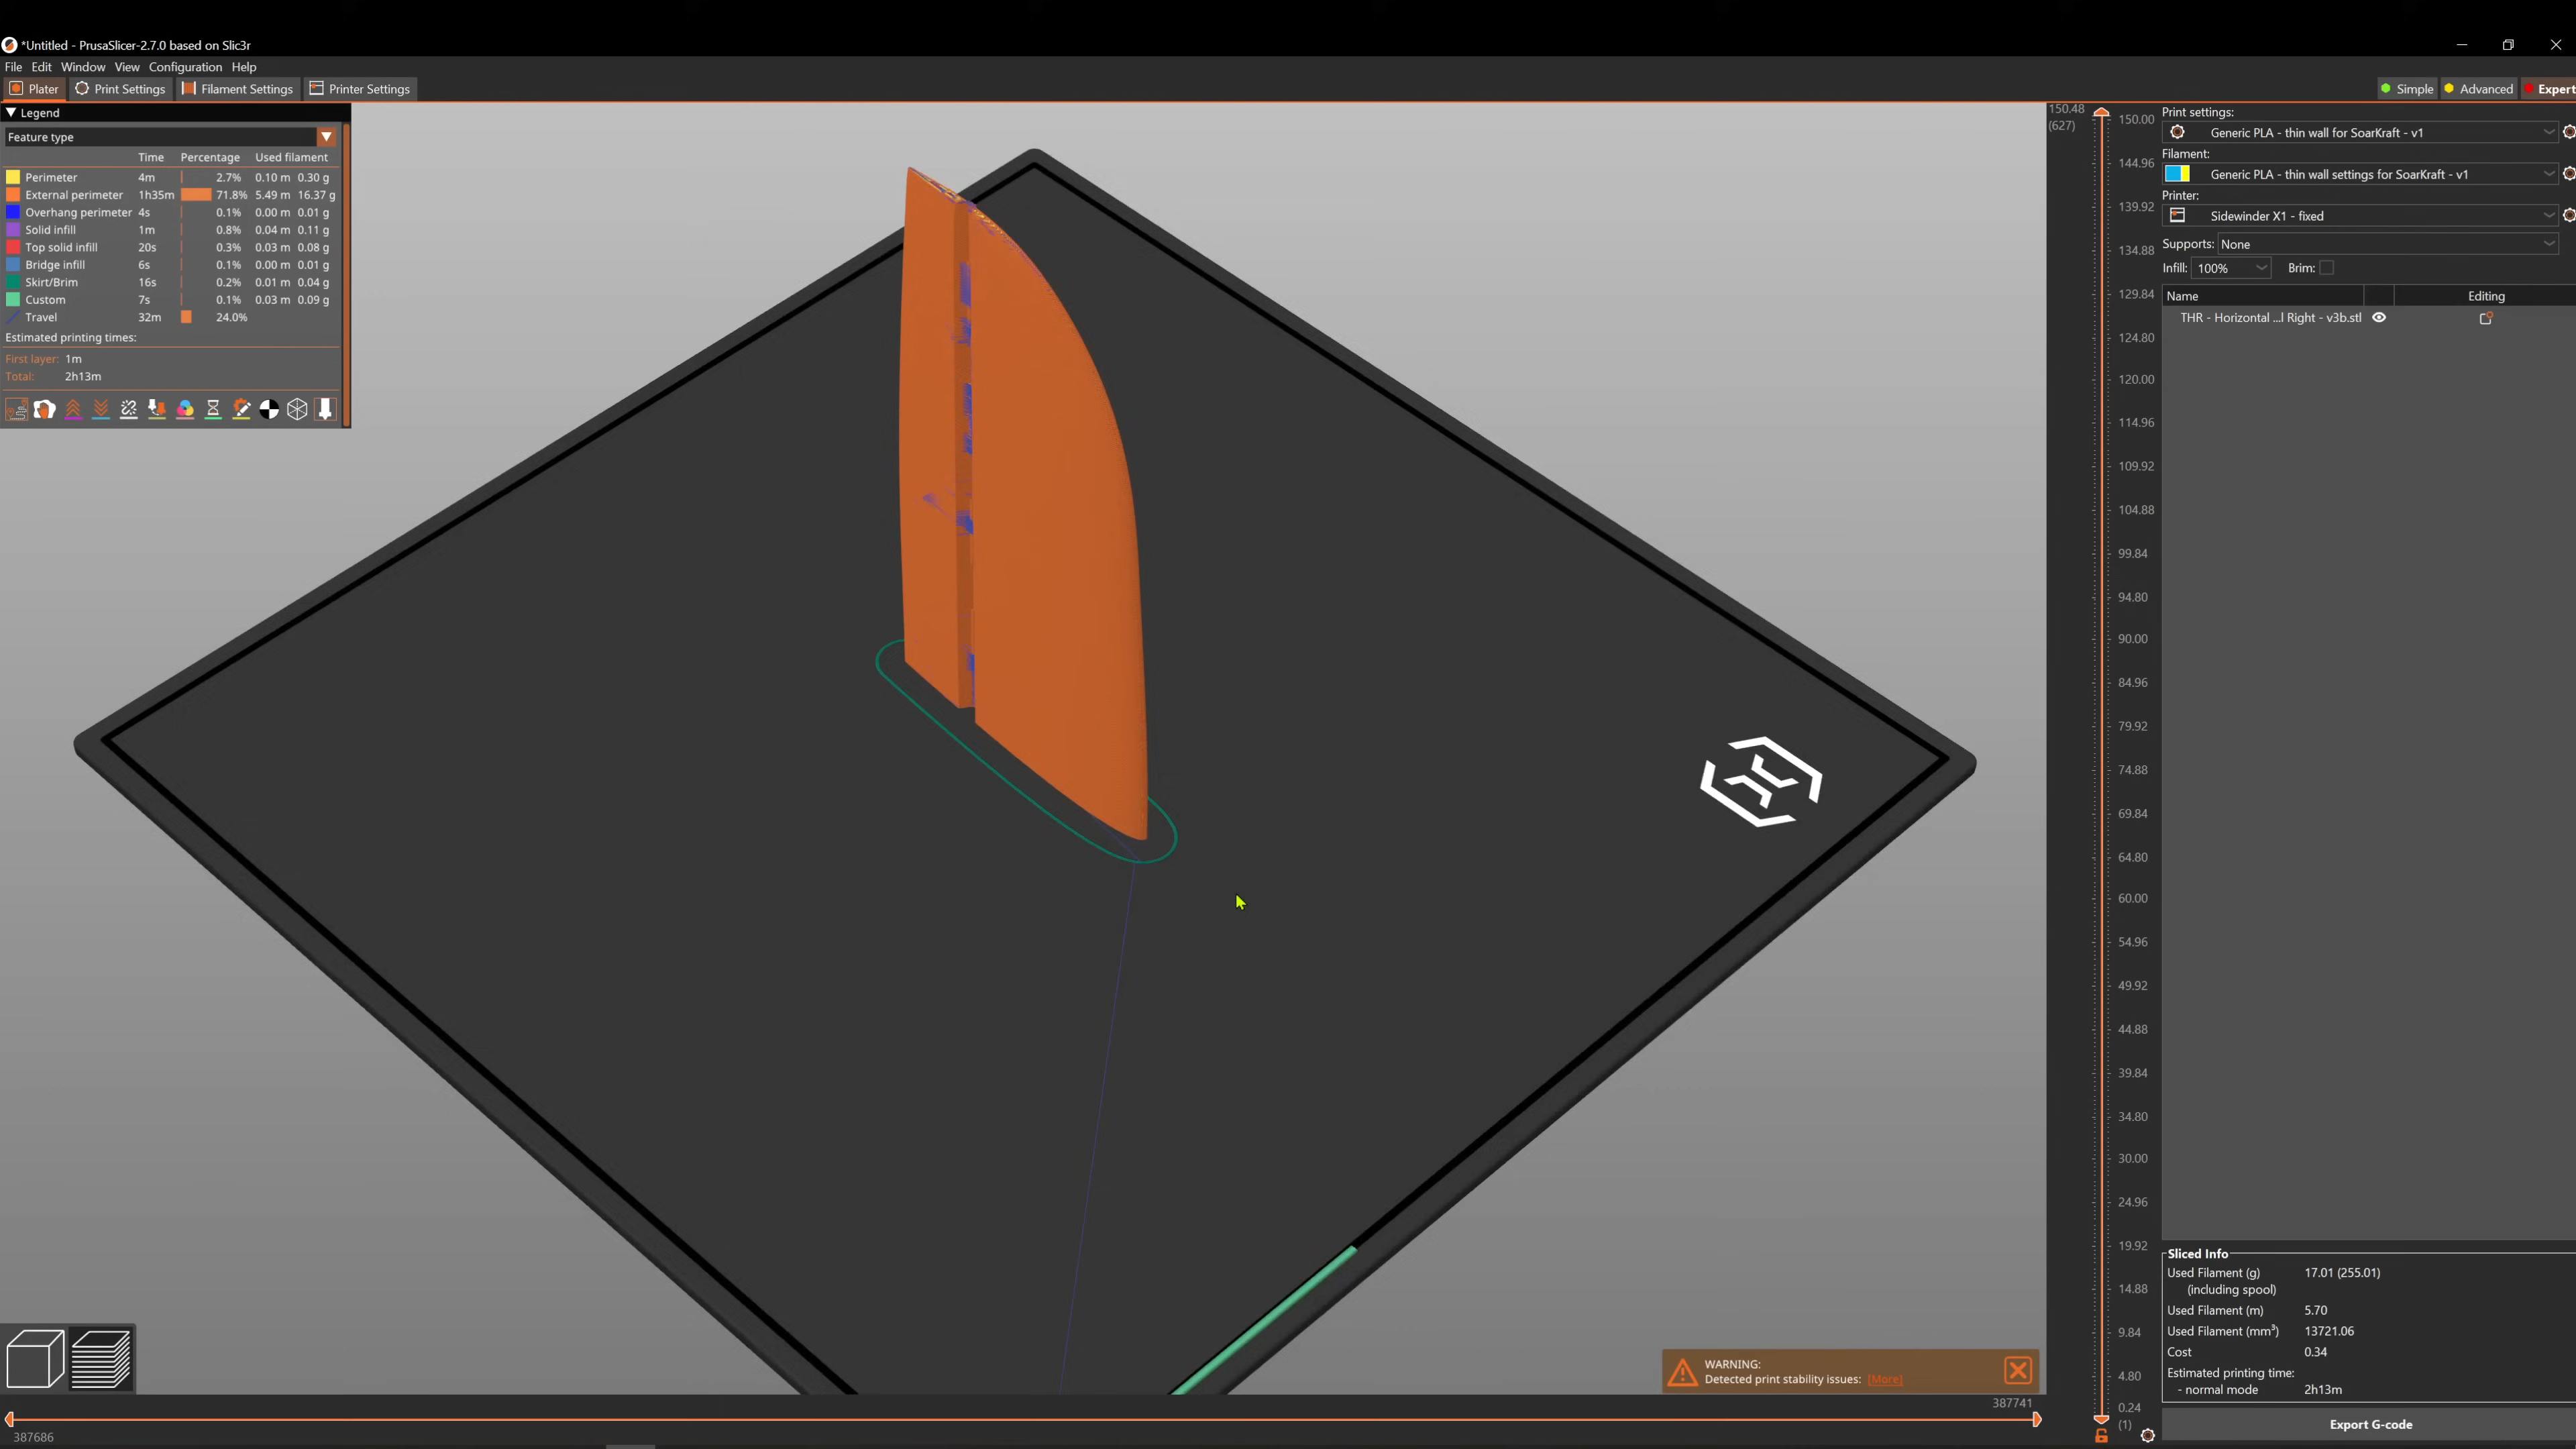 *Untitled - PrusaSlicer-2.7.0 based on Slic3r
File Edit Window View Configuration Help
Plater Print Settings Filament Settings Printer Settings
Simple Advanced Expert
Legend
Feature type
Time Percentage Used filament
Perimeter 4m 2.7% 0.10 m 0.30 g
External perimeter 1h35m 71.8% 5.49 m 16.37 g
Overhang perimeter 4s 0.1% 0.00 m 0.01 g
Solid infill 1m 0.8% 0.04 m 0.11 g
Top solid infill 20s 0.3% 0.03 m 0.08 g
Bridge infill 6s 0.1% 0.00 m 0.01 g
Skirt/Brim 16s 0.2% 0.01 m 0.04 g
Custom 7s 0.1% 0.03 m 0.09 g
Travel 32m 24.0%
Estimated printing times:
First layer: 1m
Total: 2h13m
WARNING:
Detected print stability issues: [More]
387741
387686
150.48
(627)
150.00
144.96
139.92
134.88
129.84
124.80
120.00
114.96
109.92
104.88
99.84
94.80
90.00
84.96
79.92
74.88
69.84
64.80
60.00
54.96
49.92
44.88
39.84
34.80
30.00
24.96
19.92
14.88
9.84
4.80
0.24
(1)
Print settings:
Generic PLA - thin wall for SoarKraft - v1
Filament:
Generic PLA - thin wall settings for SoarKraft - v1
Printer:
Sidewinder X1 - fixed
Supports: None
Infill: 100% Brim:
Name Editing
THR - Horizontal ...l Right - v3b.stl
Sliced Info
Used Filament (g) 17.01 (255.01)
(including spool)
Used Filament (m) 5.70
Used Filament (mm³) 13721.06
Cost 0.34
Estimated printing time:
- normal mode 2h13m
Export G-code